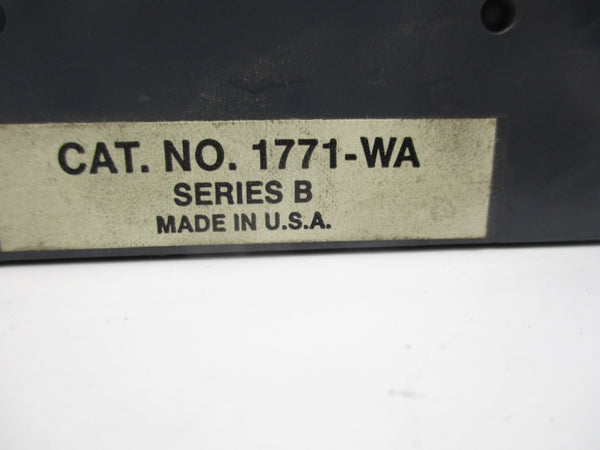 CAT. NO. 1771-WA
SERIES B
MADE IN U.S.A.